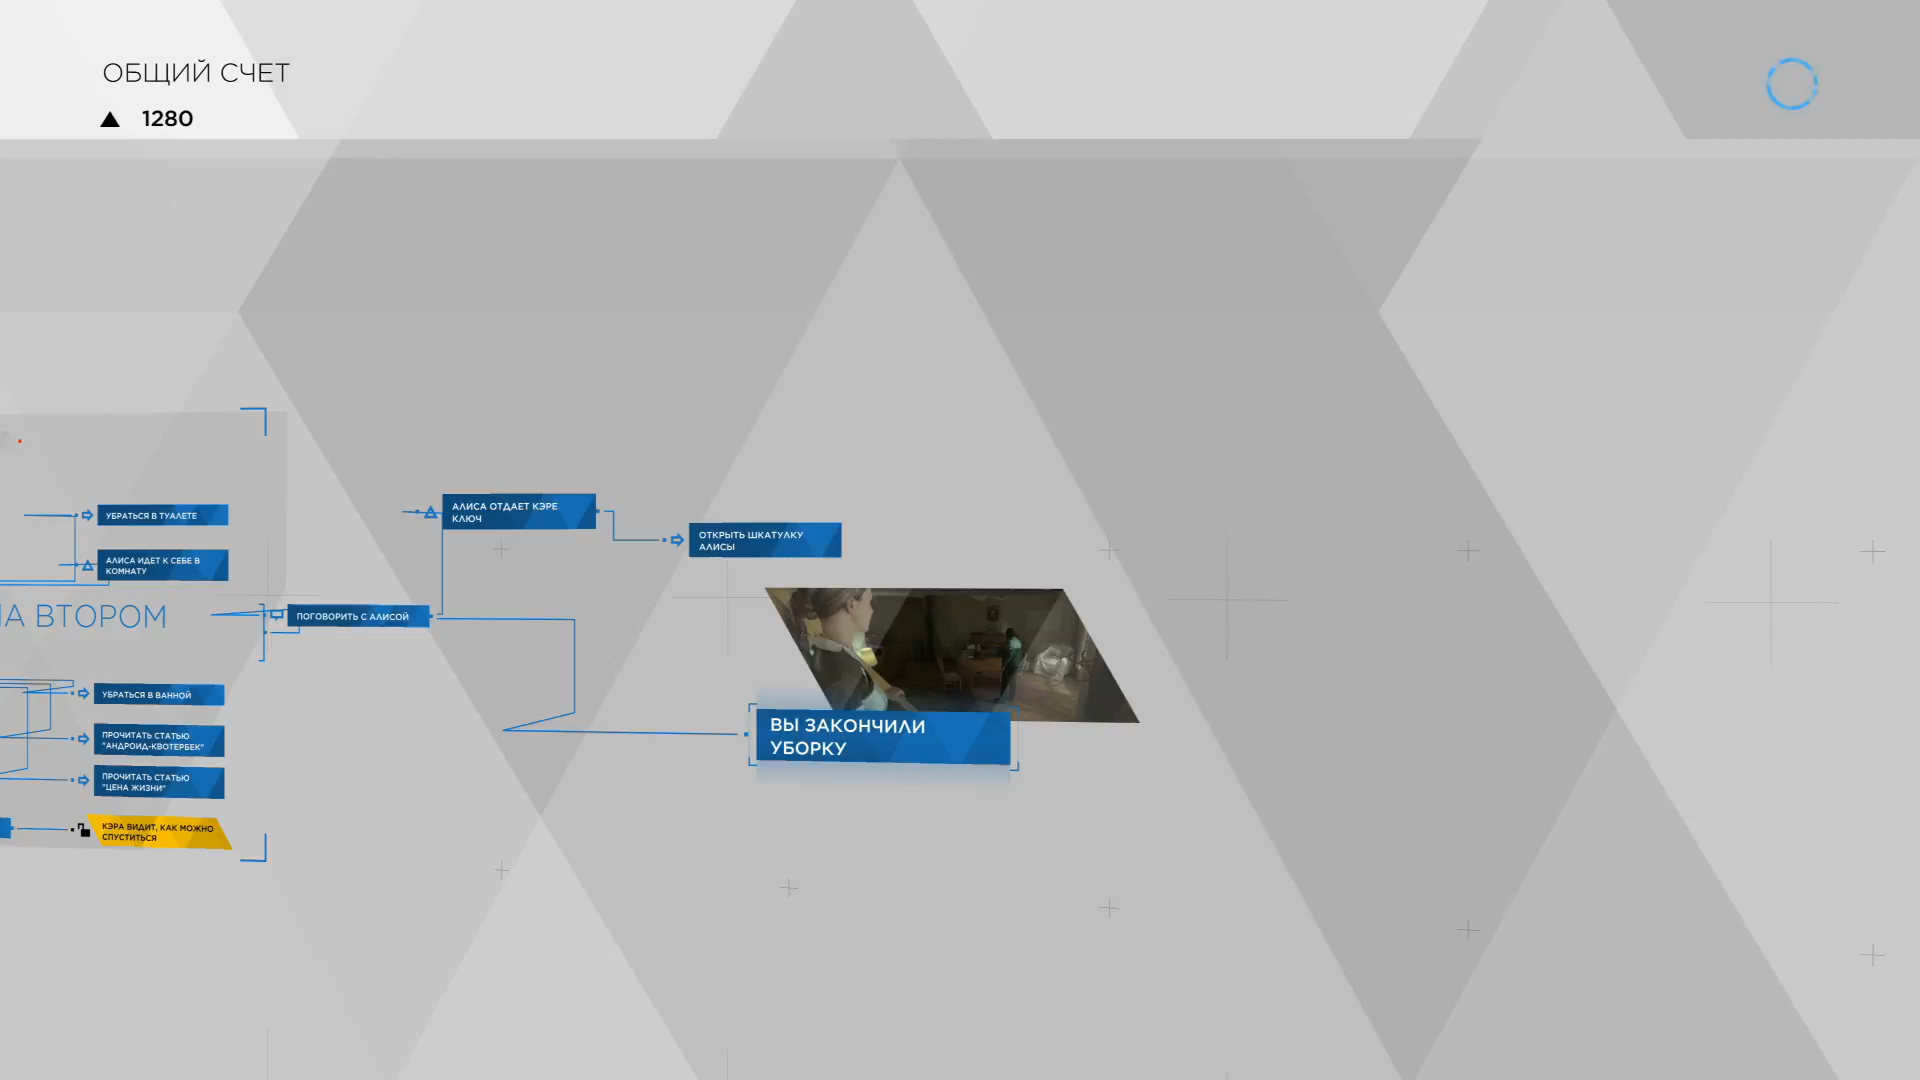 ОБЩИЙ СЧЕТ
1280
УБРАТЬСЯ В ТУАЛЕТЕ
АЛИСА ИДЕТ К СЕБЕ В
КОМНАТУ
НА ВТОРОМ
УБРАТЬСЯ В ВАННОЙ
ПРОЧИТАТЬ СТАТЬЮ
"АНДРОИД-КВОТЕРБЕК"
ПРОЧИТАТЬ СТАТЬЮ
"ЦЕНА ЖИЗНИ"
КЭРА ВИДИТ, КАК МОЖНО
СПУСТИТЬСЯ
ПОГОВОРИТЬ С АЛИСОЙ
АЛИСА ОТДАЕТ КЭРЕ
КЛЮЧ
ОТКРЫТЬ ШКАТУЛКУ
АЛИСЫ
ВЫ ЗАКОНЧИЛИ
УБОРКУ